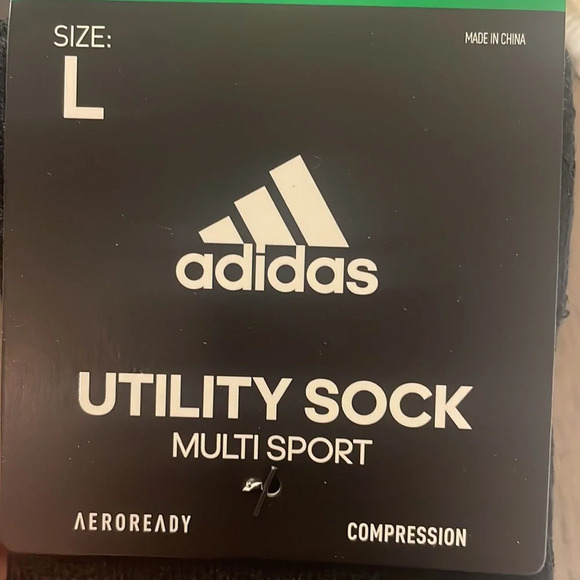 SIZE:
MADE IN CHINA
L
adidas
UTILITY SOCK
MULTI SPORT
AEROREADY
COMPRESSION